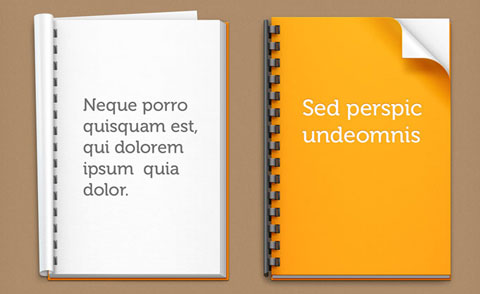 Neque porro
quisquam est,
qui dolorem
ipsum  quia
dolor.
Sed perspic
undeomnis